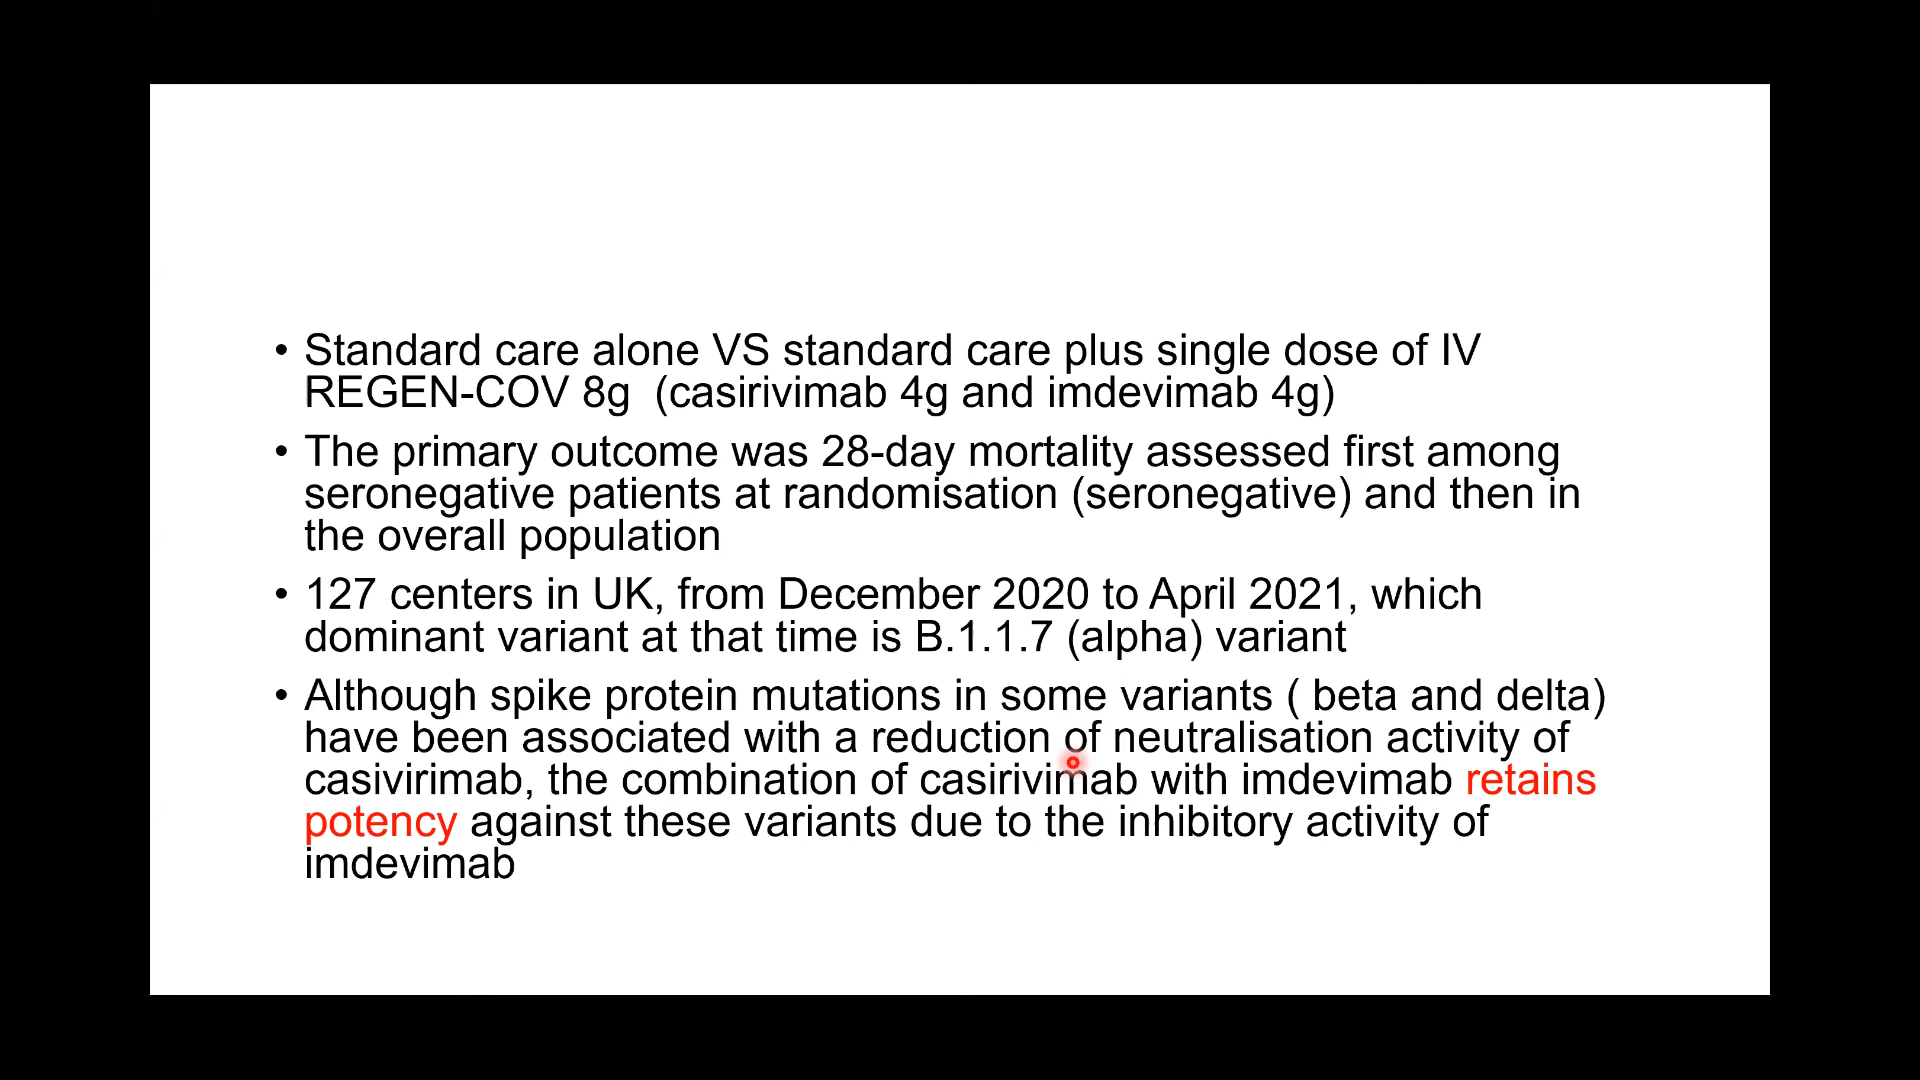 • Standard care alone VS standard care plus single dose of IV
REGEN-COV 8g  (casirivimab 4g and imdevimab 4g)
• The primary outcome was 28-day mortality assessed first among
seronegative patients at randomisation (seronegative) and then in
the overall population
• 127 centers in UK, from December 2020 to April 2021, which
dominant variant at that time is B.1.1.7 (alpha) variant
• Although spike protein mutations in some variants ( beta and delta)
have been associated with a reduction of neutralisation activity of
casivirimab, the combination of casirivimab with imdevimab retains
potency against these variants due to the inhibitory activity of
imdevimab